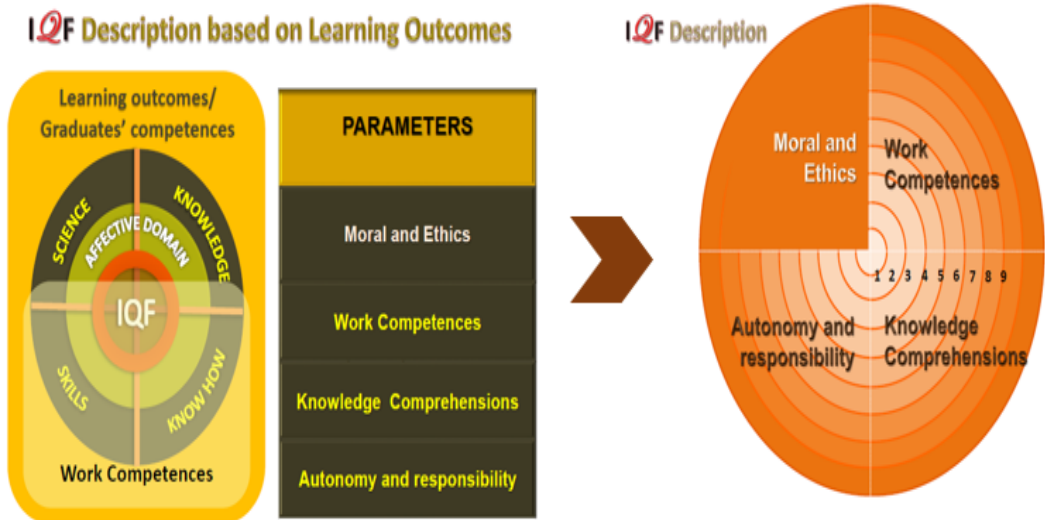 IQF Description based on Learning Outcomes
Learning outcomes/
Graduates' competences
SCIENCE
KNOWLEDGE
AFFECTIVE DOMAIN
IQF
SKILLS
KNOW HOW
Work Competences
PARAMETERS
Moral and Ethics
Work Competences
Knowledge Comprehensions
Autonomy and responsibility
IQF Description
Moral and
Ethics
Work
Competences
1 2 3 4 5 6 7 8 9
Autonomy and
responsibility
Knowledge
Comprehensions